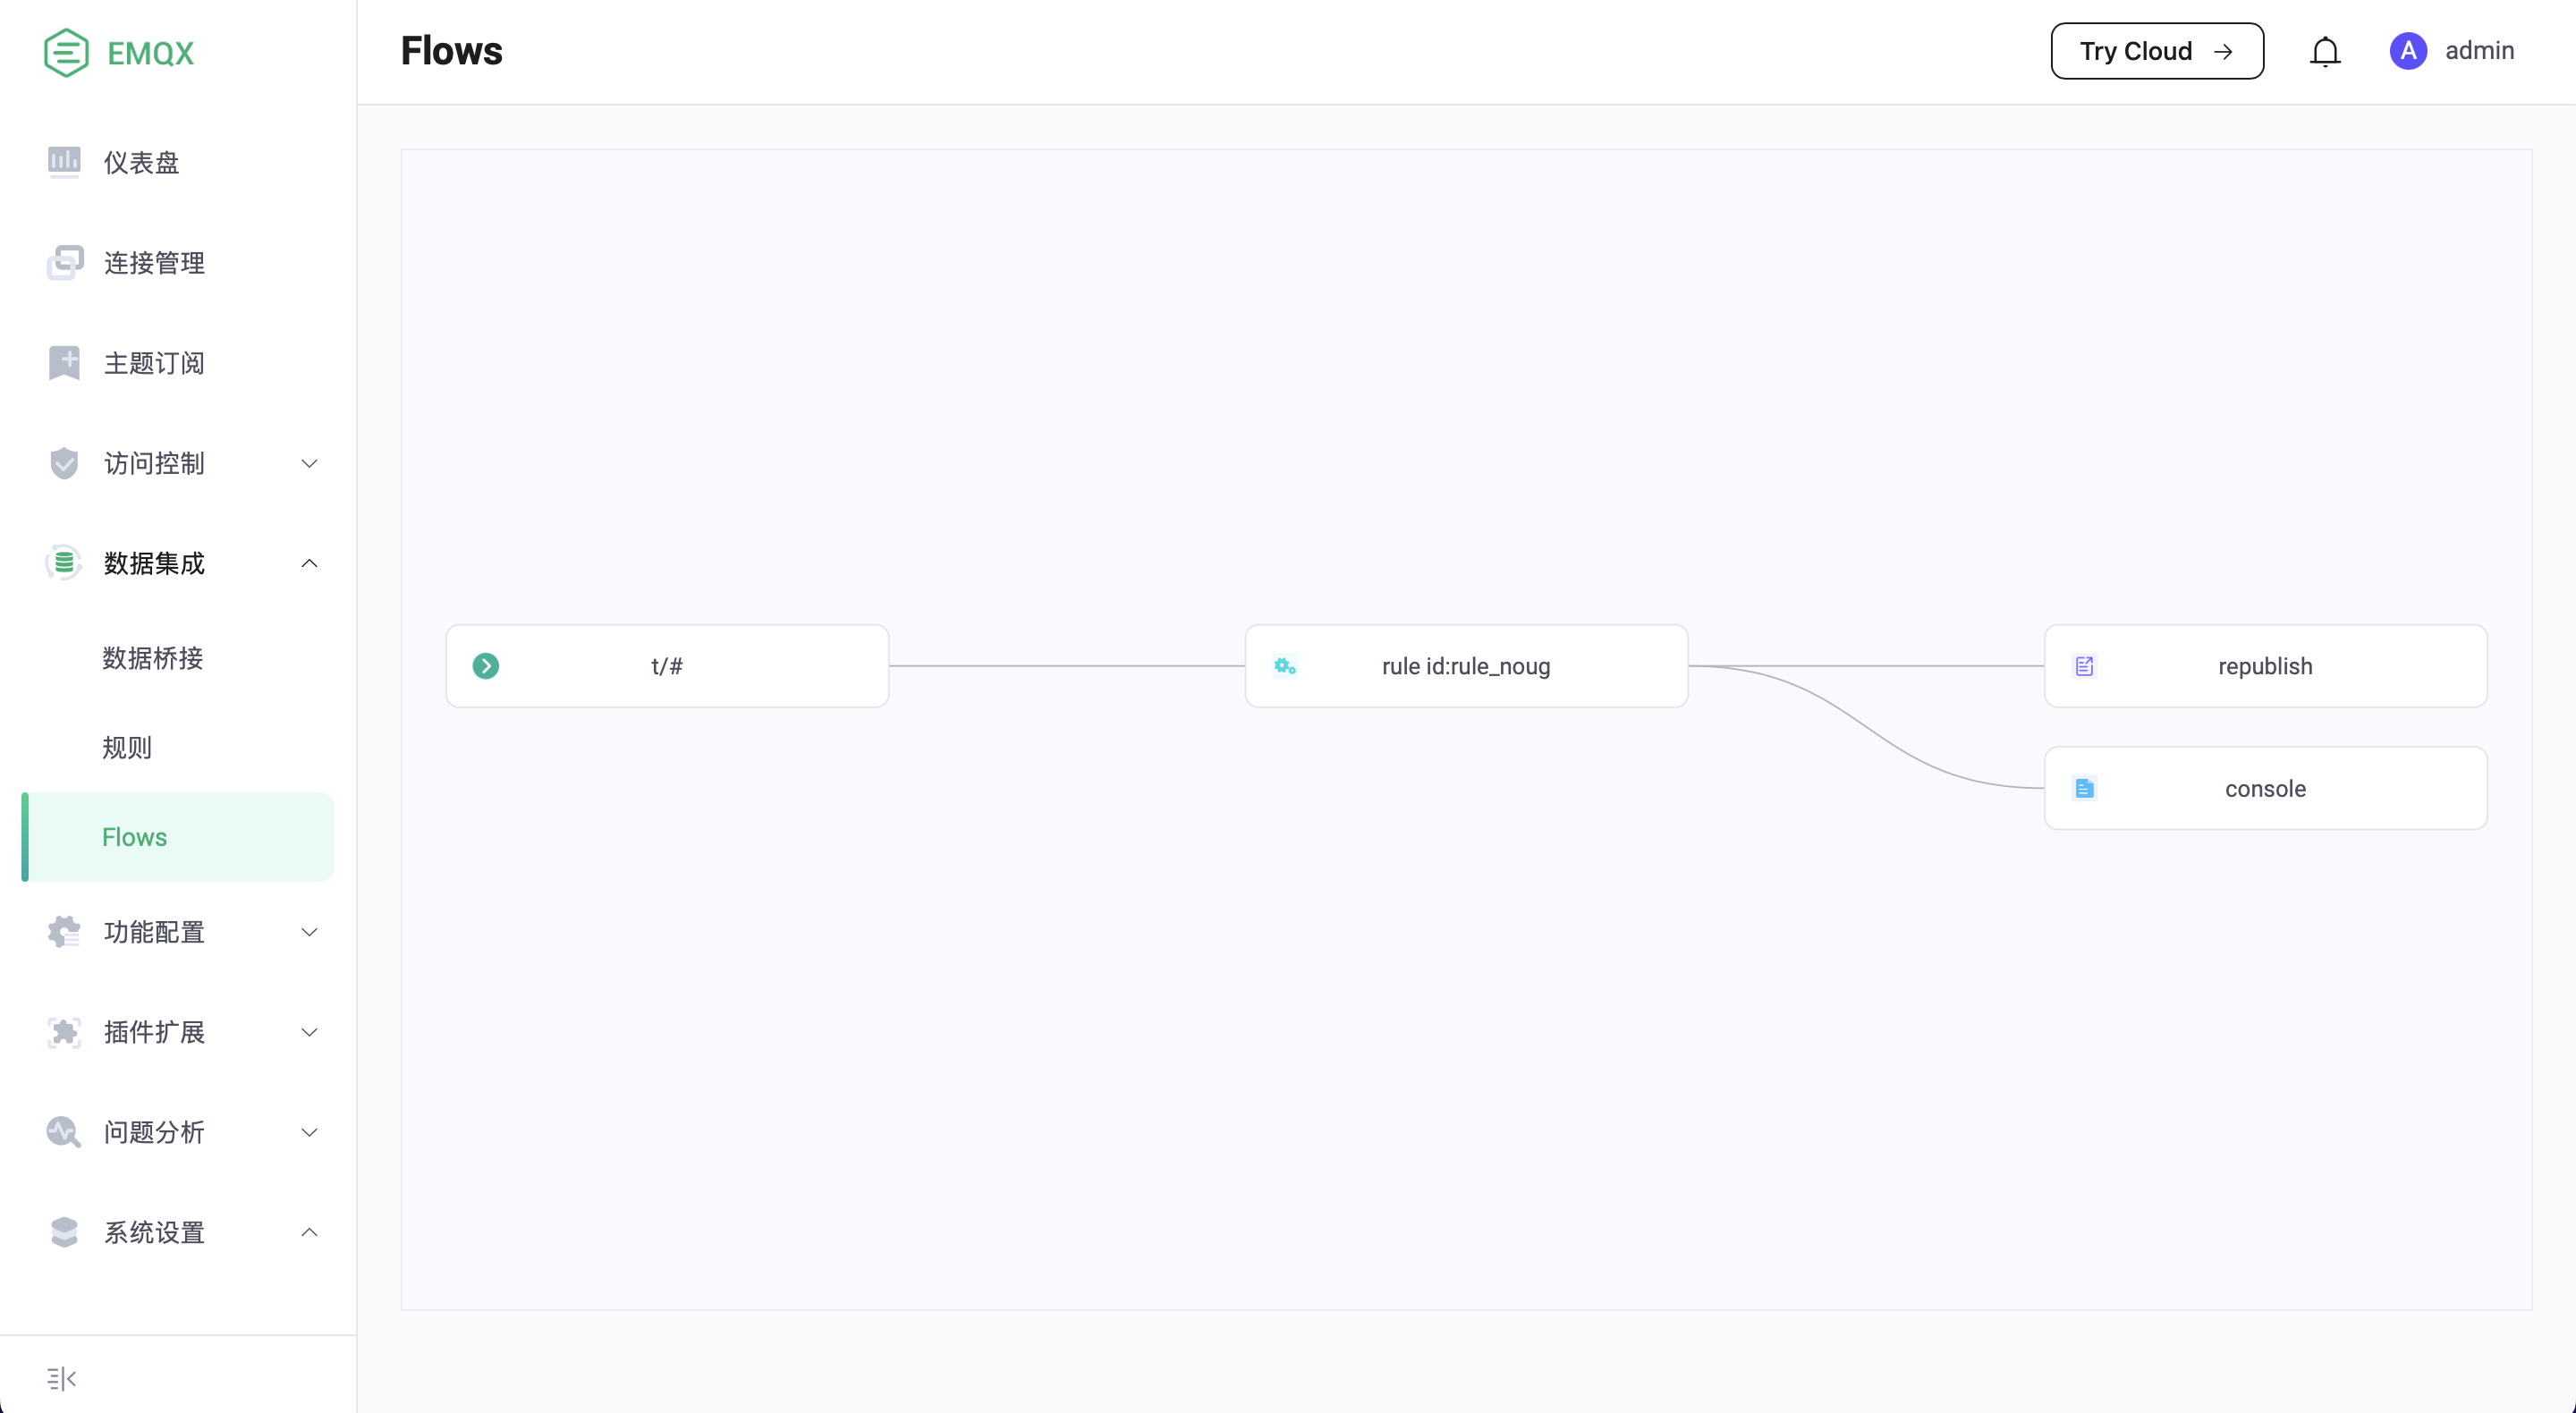 EMQX
仪表盘
连接管理
主题订阅
访问控制
数据集成
数据桥接
规则
Flows
功能配置
插件扩展
问题分析
系统设置
Flows
Try Cloud →
A admin
t/#
rule id:rule_noug
republish
console